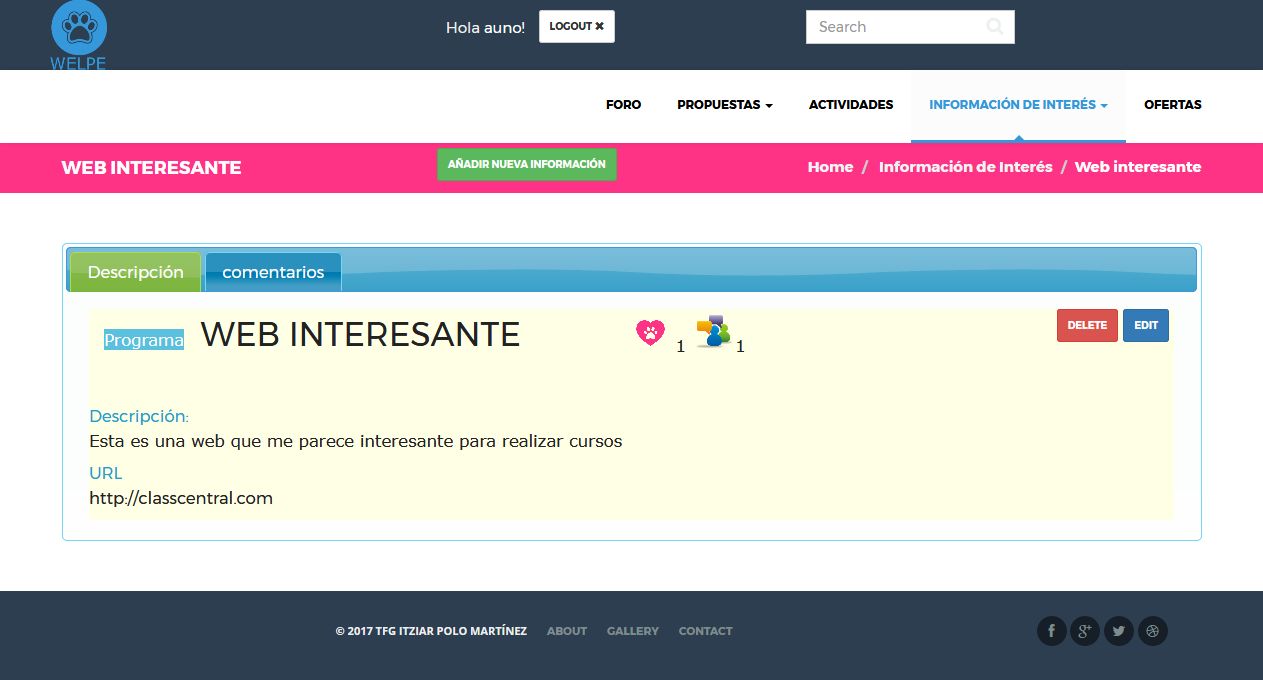 WELPE
Hola auno!
LOGOUT ✖
Search
FORO
PROPUESTAS
ACTIVIDADES
INFORMACIÓN DE INTERÉS
OFERTAS
WEB INTERESANTE
AÑADIR NUEVA INFORMACIÓN
Home / Información de Interés / Web interesante
Descripción
comentarios
Programa
WEB INTERESANTE
1
1
DELETE
EDIT
Descripción:
Esta es una web que me parece interesante para realizar cursos
URL
http://classcentral.com
© 2017 TFG ITZIAR POLO MARTÍNEZ
ABOUT
GALLERY
CONTACT